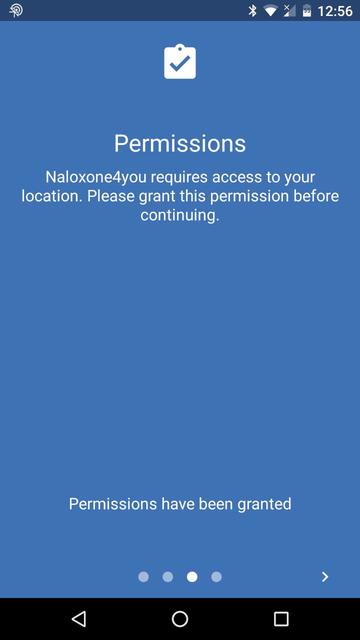 12:56
Permissions
Naloxone4you requires access to your
location. Please grant this permission before
continuing.
Permissions have been granted